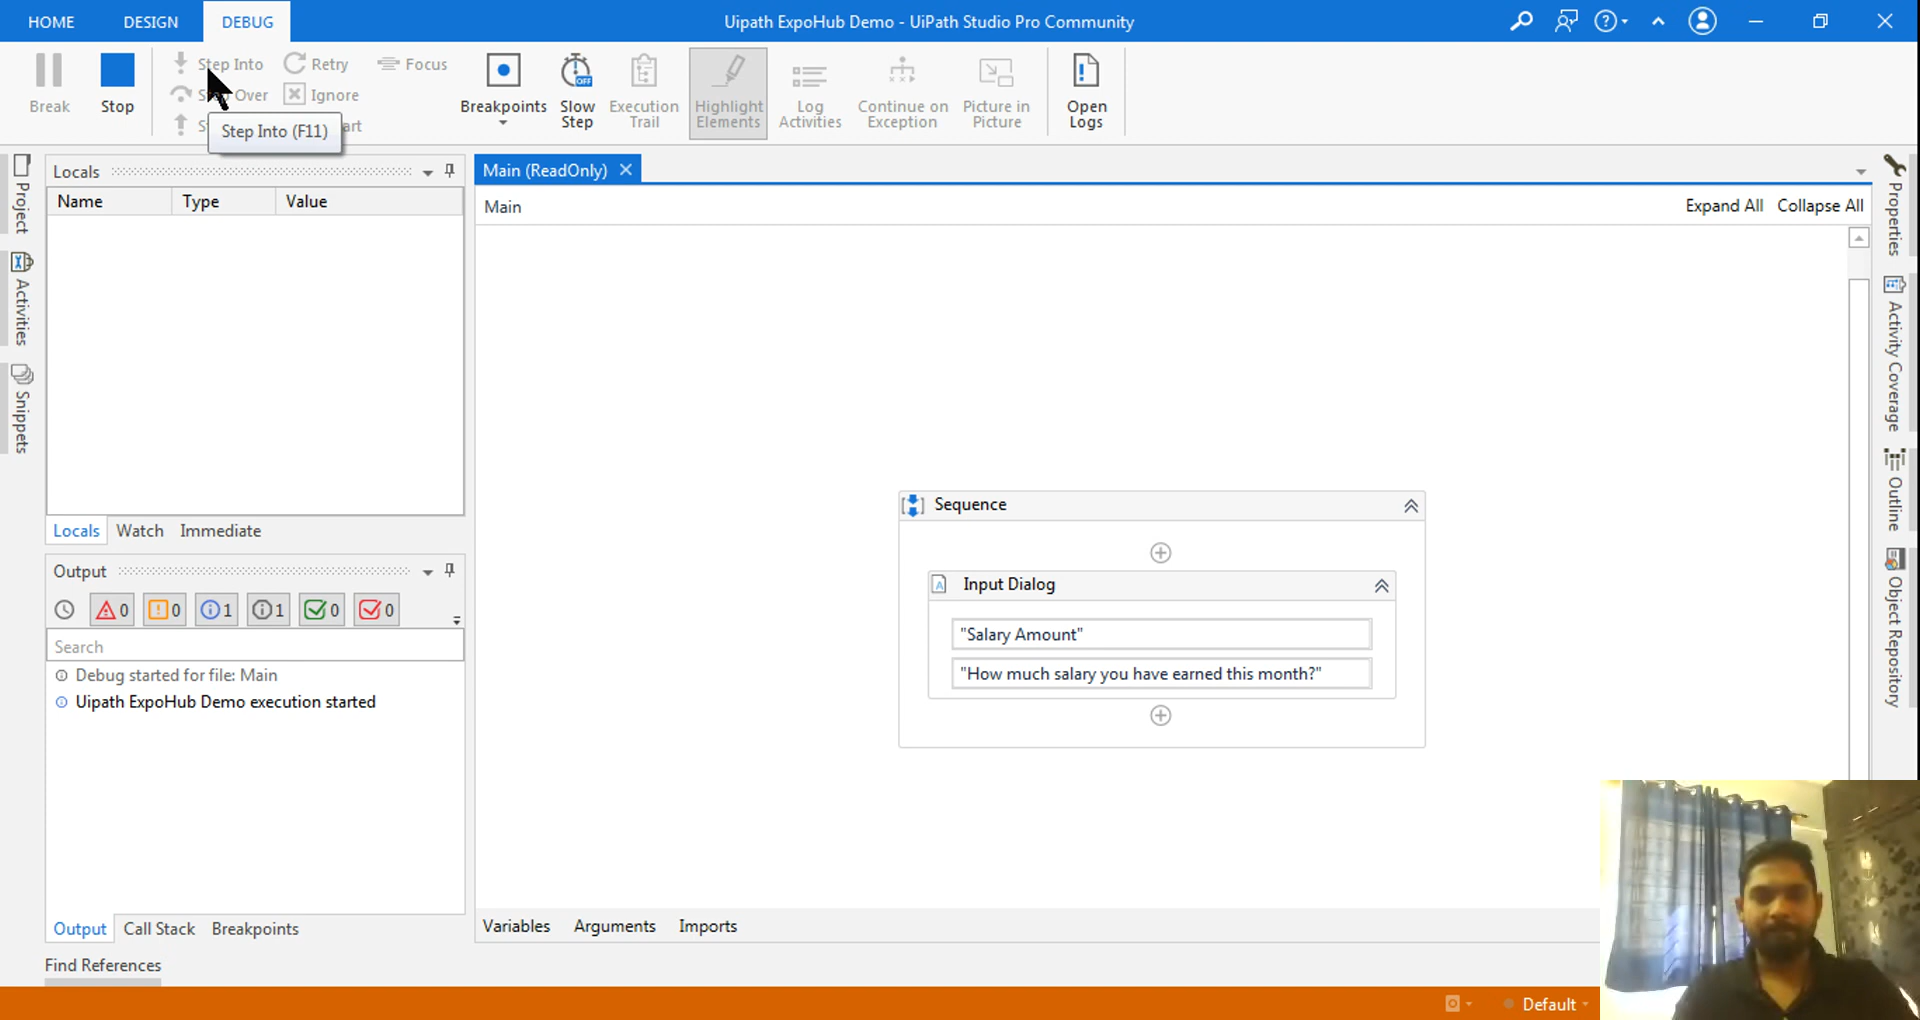 HOME DESIGN DEBUG Uipath ExpoHub Demo - UiPath Studio Pro Community
Break Stop Step Into Retry Focus
Over Ignore
Step Into (F11)
Breakpoints Slow Step Execution Trail Highlight Elements Log Activities Continue on Exception Picture in Picture Open Logs
OFF
Project
Activities
Snippets
Locals
Name Type Value
Locals Watch Immediate
Output
0 0 1 1 0 0
Search
Debug started for file: Main
Uipath ExpoHub Demo execution started
Output Call Stack Breakpoints
Find References
Main (ReadOnly)
Main Expand All Collapse All
Sequence
Input Dialog
"Salary Amount"
"How much salary you have earned this month?"
Variables Arguments Imports
Properties
Activity Coverage
Outline
Object Repository
Default